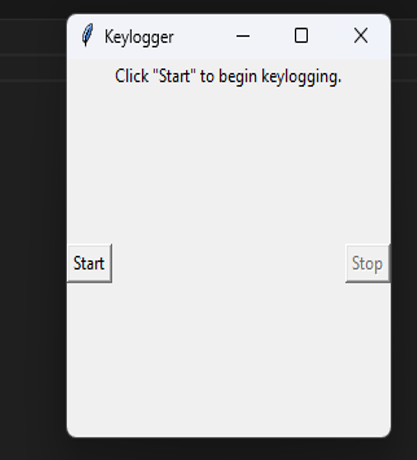 Keylogger
Click "Start" to begin keylogging.
Start
Stop